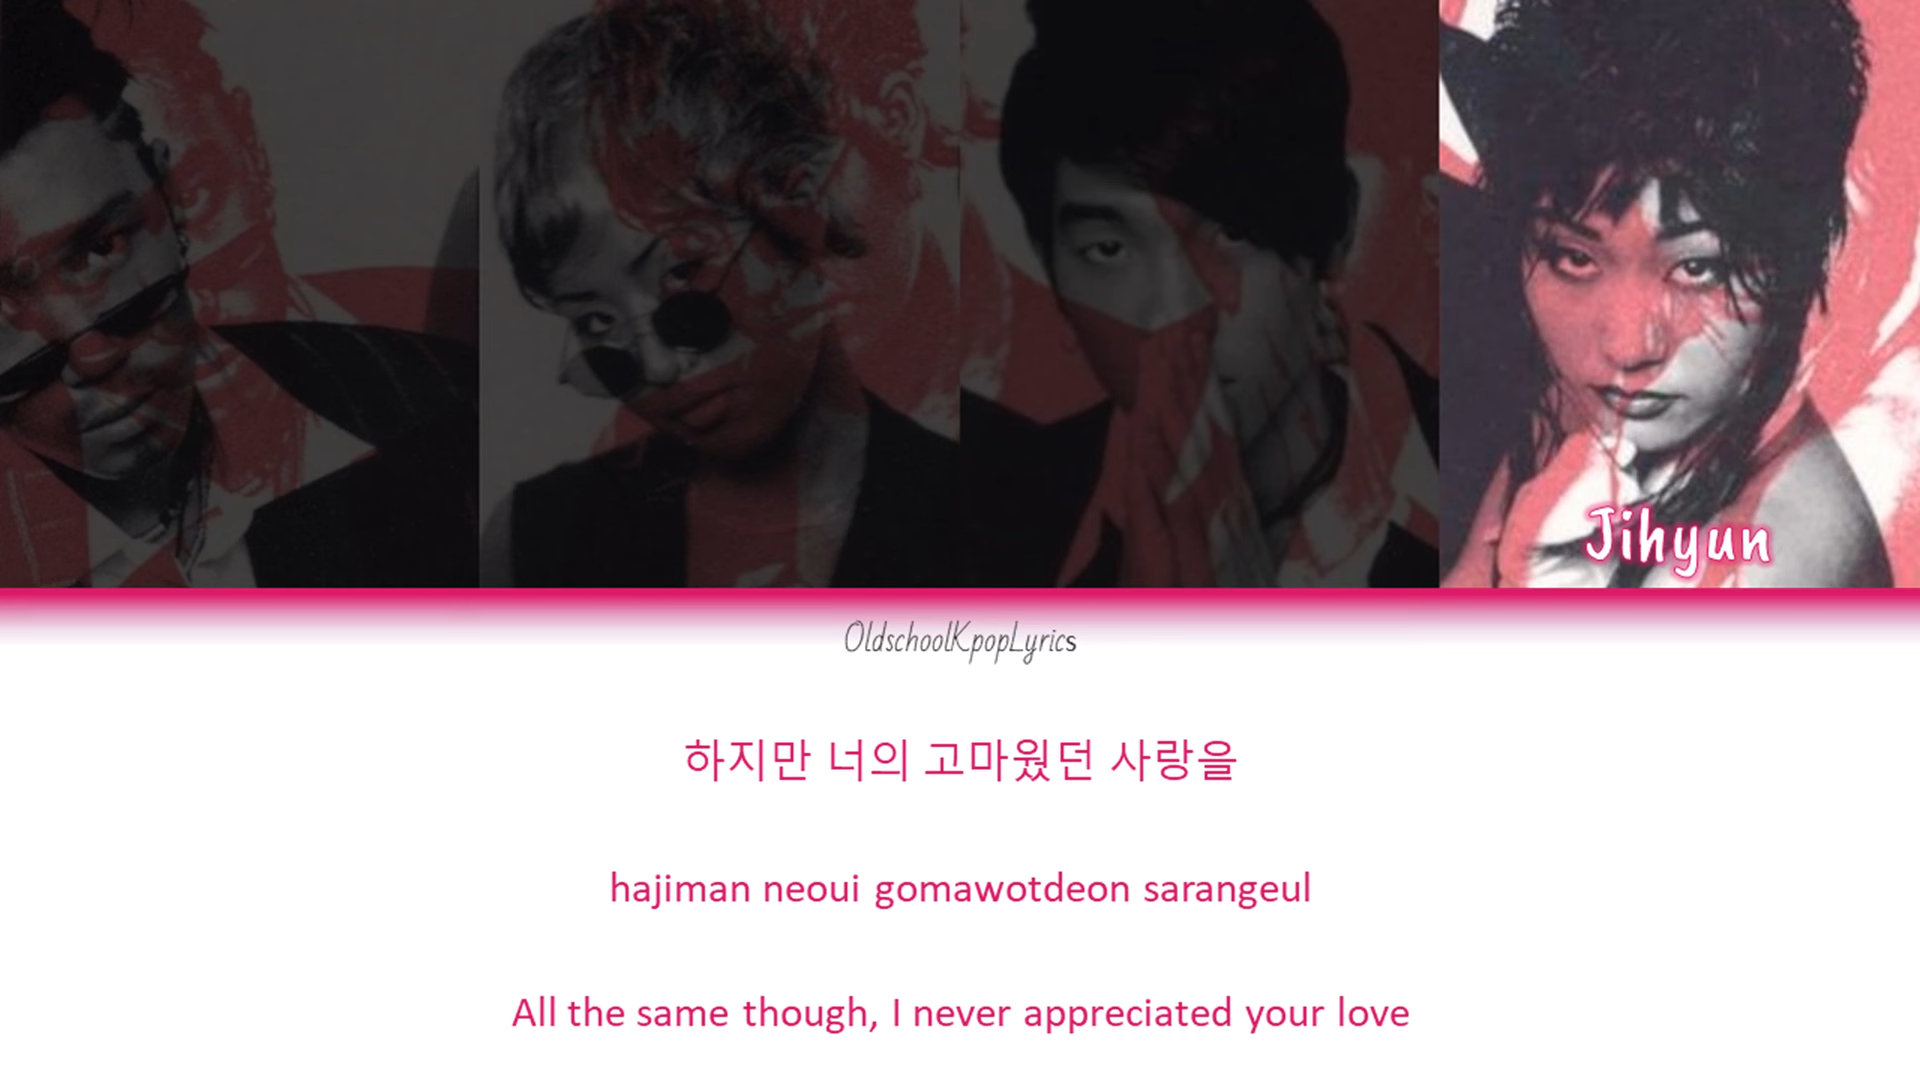 Jihyun
OldschoolKpopLyrics
하지만 너의 고마웠던 사랑을
hajiman neoui gomawotdeon sarangeul
All the same though, I never appreciated your love